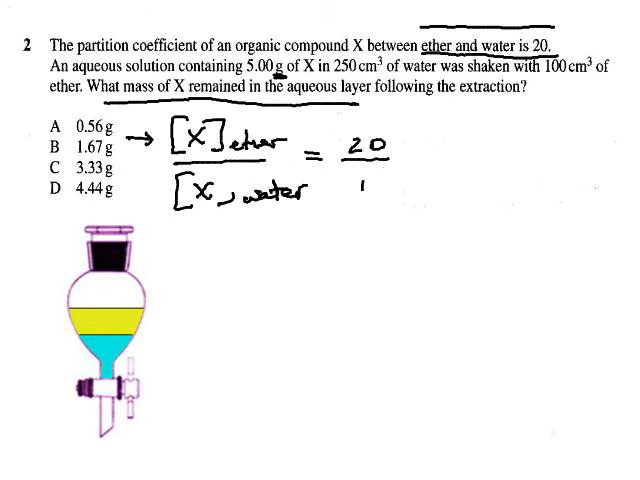 2 The partition coefficient of an organic compound X between ether and water is 20.
An aqueous solution containing 5.00 g of X in 250 cm³ of water was shaken with 100 cm³ of
ether. What mass of X remained in the aqueous layer following the extraction?
A 0.56 g
B 1.67 g
C 3.33 g
D 4.44 g
→ [X] ether = 20
[X] water 1